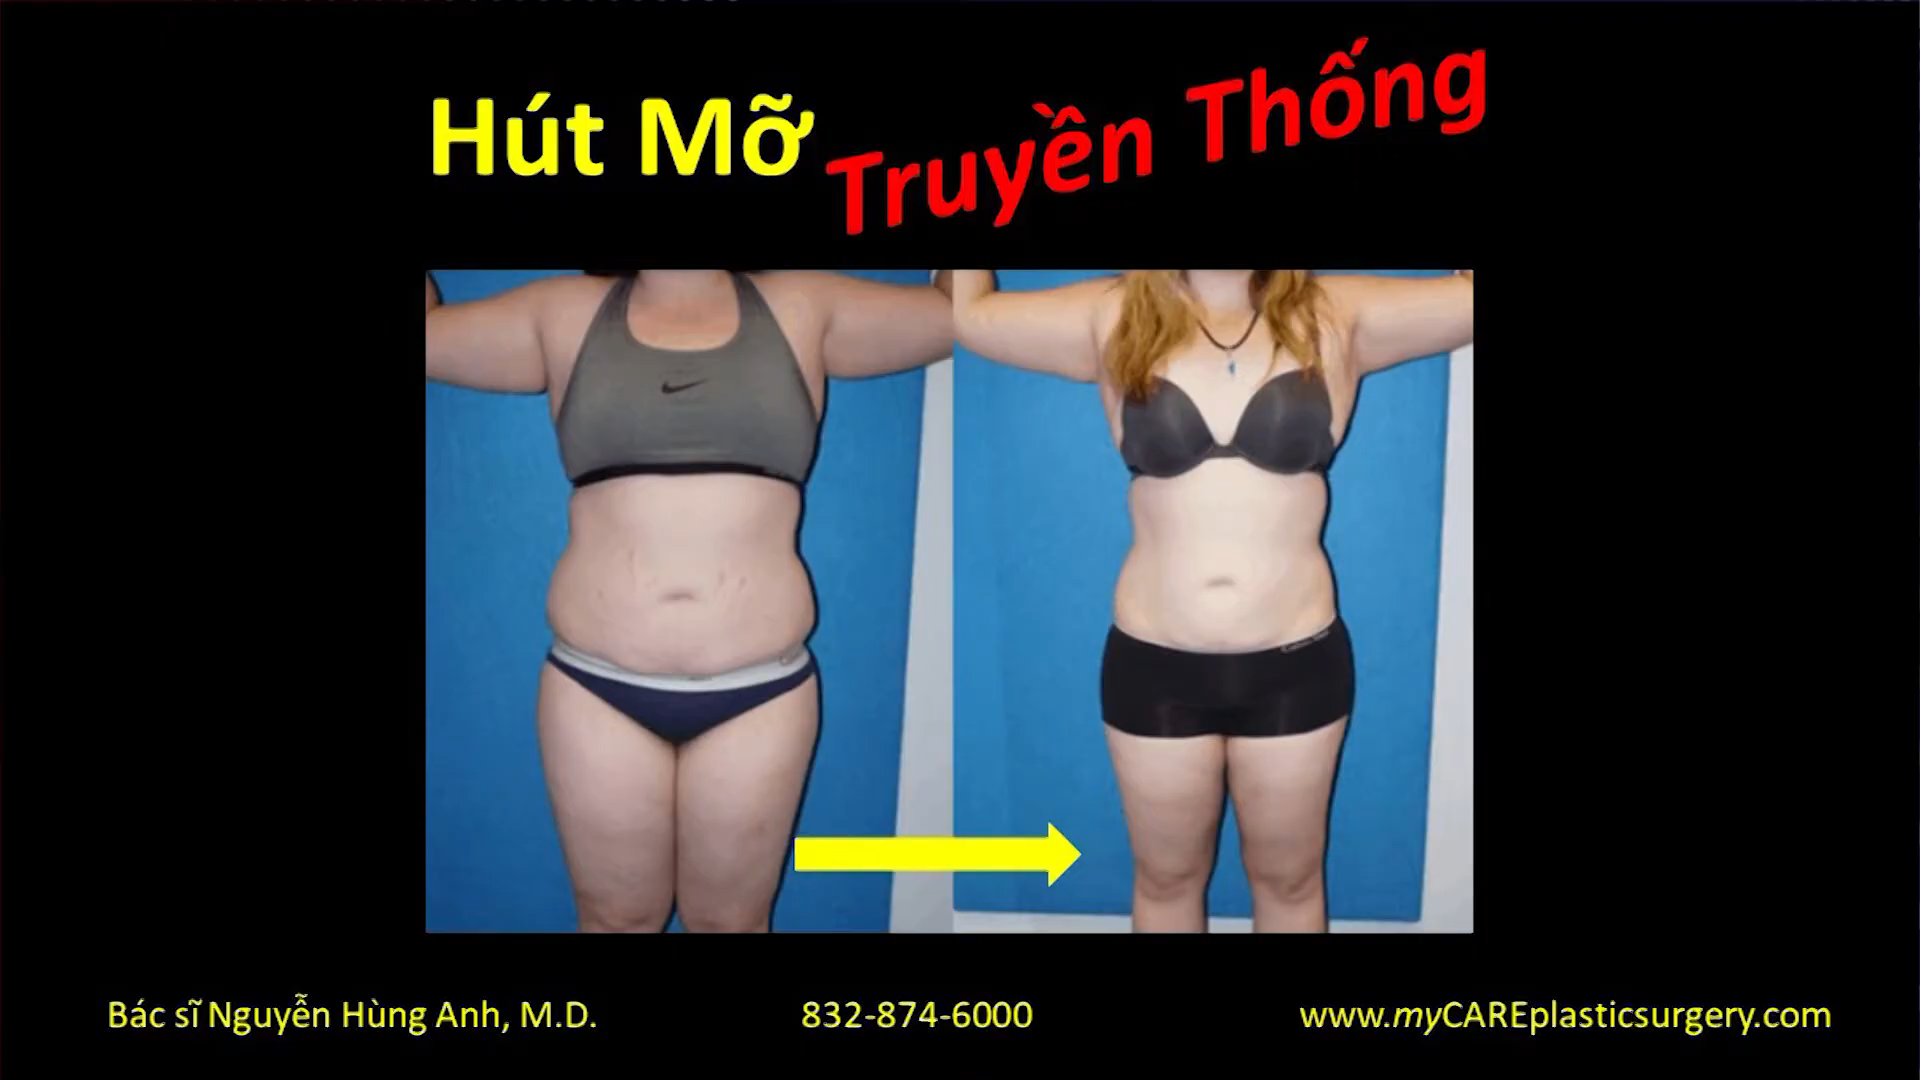 Hút Mỡ Truyền Thống
Bác sĩ Nguyễn Hùng Anh, M.D.
832-874-6000
www.myCAREplasticsurgery.com